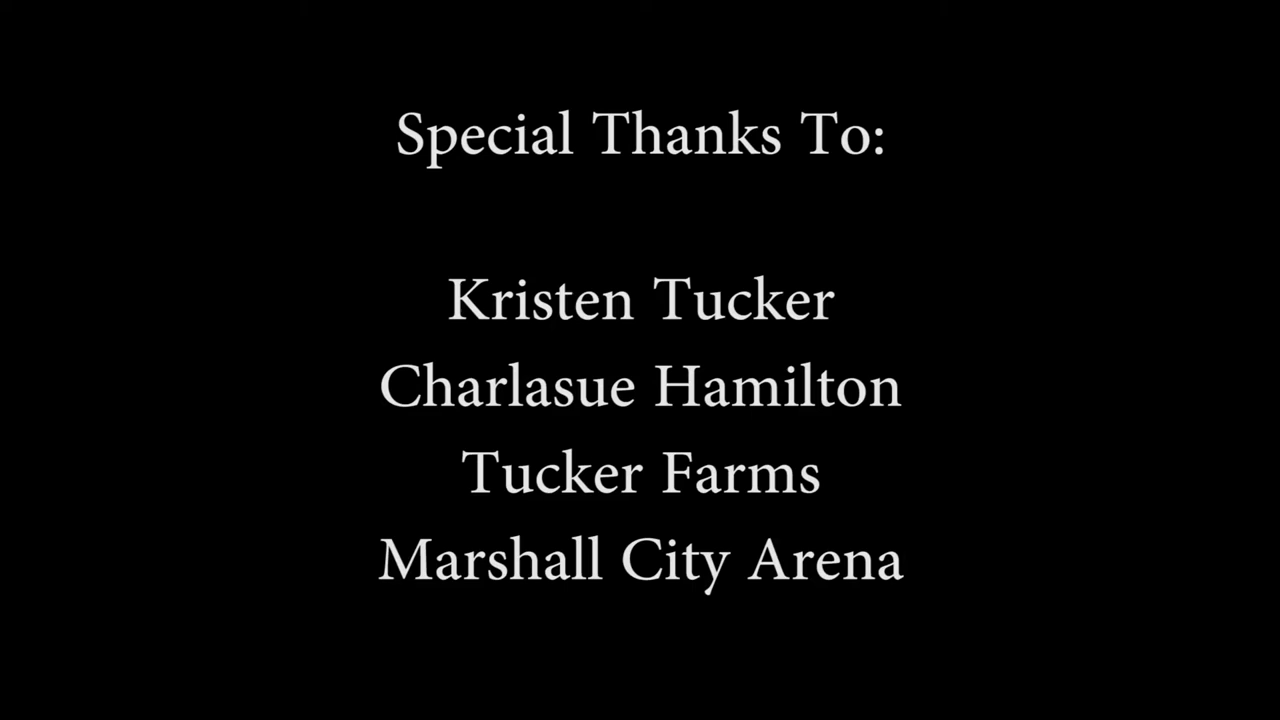 Special Thanks To:
Kristen Tucker
Charlasue Hamilton
Tucker Farms
Marshall City Arena